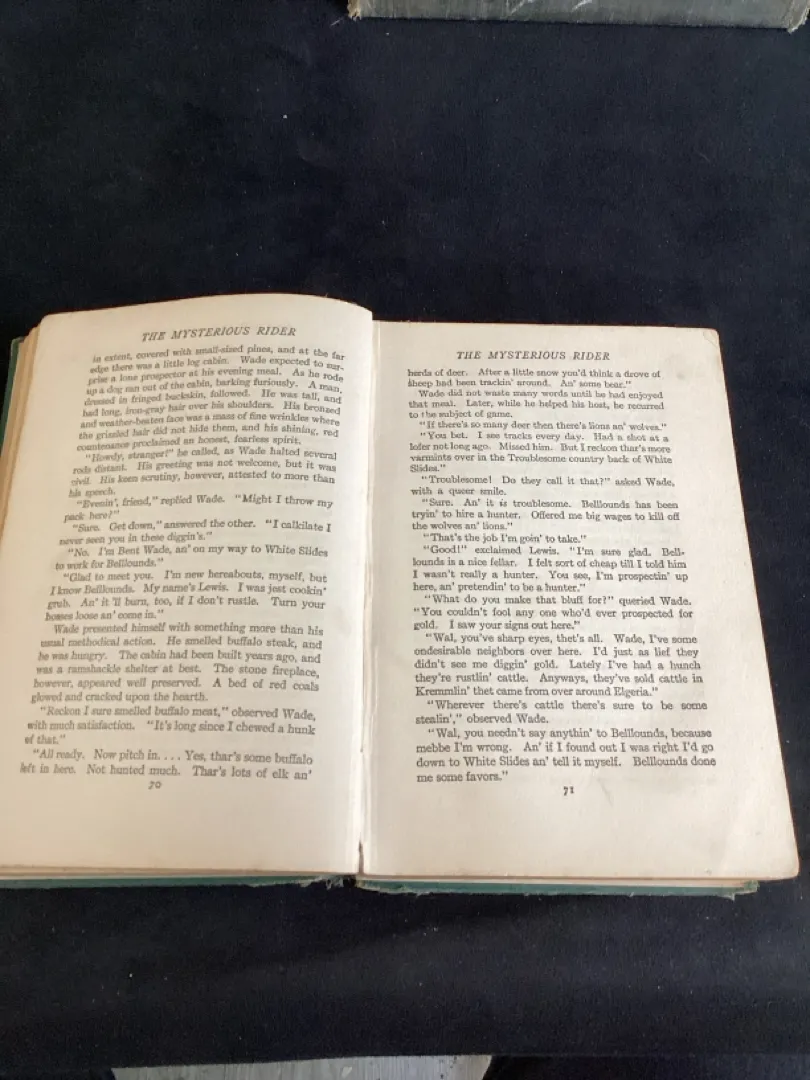 THE MYSTERIOUS RIDER
in extent, covered with small-sized pines, and at the far
edge there was a little log cabin. Wade expected to sur-
prise a lone prospector at his evening meal. As he rode
up a dog ran out of the cabin, barking furiously. A man,
dressed in fringed buckskin, followed. He was tall, and
had long, iron-gray hair over his shoulders. His bronzed
and weather-beaten face was a mass of fine wrinkles where
the grizzled hair did not hide them, and his shining, red
countenance proclaimed an honest, fearless spirit.
"Howdy, stranger!" he called, as Wade halted several
rods distant. His greeting was not welcome, but it was
civil. His keen scrutiny, however, attested to more than
his speech.
"Evenin', friend," replied Wade. "Might I throw my
pack here?"
"Sure. Get down," answered the other. "I calkilate I
never seen you in these diggin's."
"No. I'm Bent Wade, an' on my way to White Slides
to work for Belllounds."
"Glad to meet you. I'm new hereabouts, myself, but
I know Belllounds. My name's Lewis. I was jest cookin'
grub. An' it 'll burn, too, if I don't rustle. Turn your
hosses loose an' come in."
Wade presented himself with something more than his
usual methodical action. He smelled buffalo steak, and
he was hungry. The cabin had been built years ago, and
was a ramshackle shelter at best. The stone fireplace,
however, appeared well preserved. A bed of red coals
glowed and cracked upon the hearth.
"Reckon I sure smelled buffalo meat," observed Wade,
with much satisfaction. "It's long since I chewed a hunk
of that."
"All ready. Now pitch in. . . . Yes, thar's some buffalo
left in here. Not hunted much. Thar's lots of elk an'
70
THE MYSTERIOUS RIDER
herds of deer. After a little snow you'd think a drove of
sheep had been trackin' around. An' some bear."
Wade did not waste many words until he had enjoyed
that meal. Later, while he helped his host, he recurred
to the subject of game.
"If there's so many deer then there's lions an' wolves."
"You bet. I see tracks every day. Had a shot at a
lofer not long ago. Missed him. But I reckon thar's more
varmints over in the Troublesome country back of White
Slides."
"Troublesome! Do they call it that?" asked Wade,
with a queer smile.
"Sure. An' it is troublesome. Belllounds has been
tryin' to hire a hunter. Offered me big wages to kill off
the wolves an' lions."
"That's the job I'm goin' to take."
"Good!" exclaimed Lewis. "I'm sure glad. Bell-
lounds is a nice fellar. I felt sort of cheap till I told him
I wasn't really a hunter. You see, I'm prospectin' up
here, an' pretendin' to be a hunter."
"What do you make that bluff for?" queried Wade.
"You couldn't fool any one who'd ever prospected for
gold. I saw your signs out here."
"Wal, you've sharp eyes, thet's all. Wade, I've some
ondesirable neighbors over here. I'd just as lief they
didn't see me diggin' gold. Lately I've had a hunch
they're rustlin' cattle. Anyways, they've sold cattle in
Kremmlin' thet came from over around Elgeria."
"Wherever there's cattle there's sure to be some
stealin'," observed Wade.
"Wal, you needn't say anythin' to Belllounds, because
mebbe I'm wrong. An' if I found out I was right I'd go
down to White Slides an' tell it myself. Belllounds done
me some favors."
71